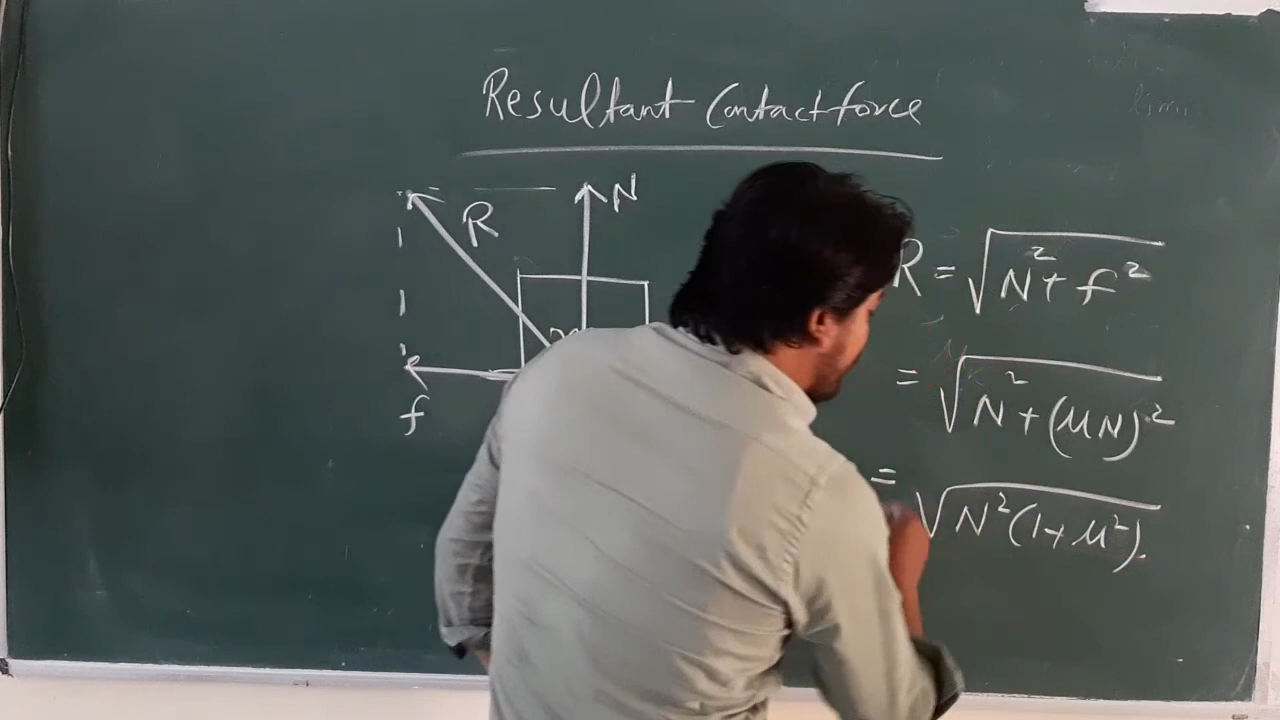 Resultant Contact force
N
R
R = √N² + f²
f
= √N² + (μN)²
= √N²(1+μ²).